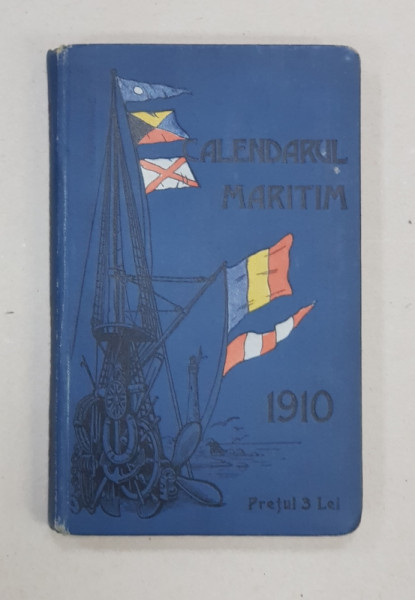 CALENDARUL
MARITIM
1910
Prețul 3 Lei